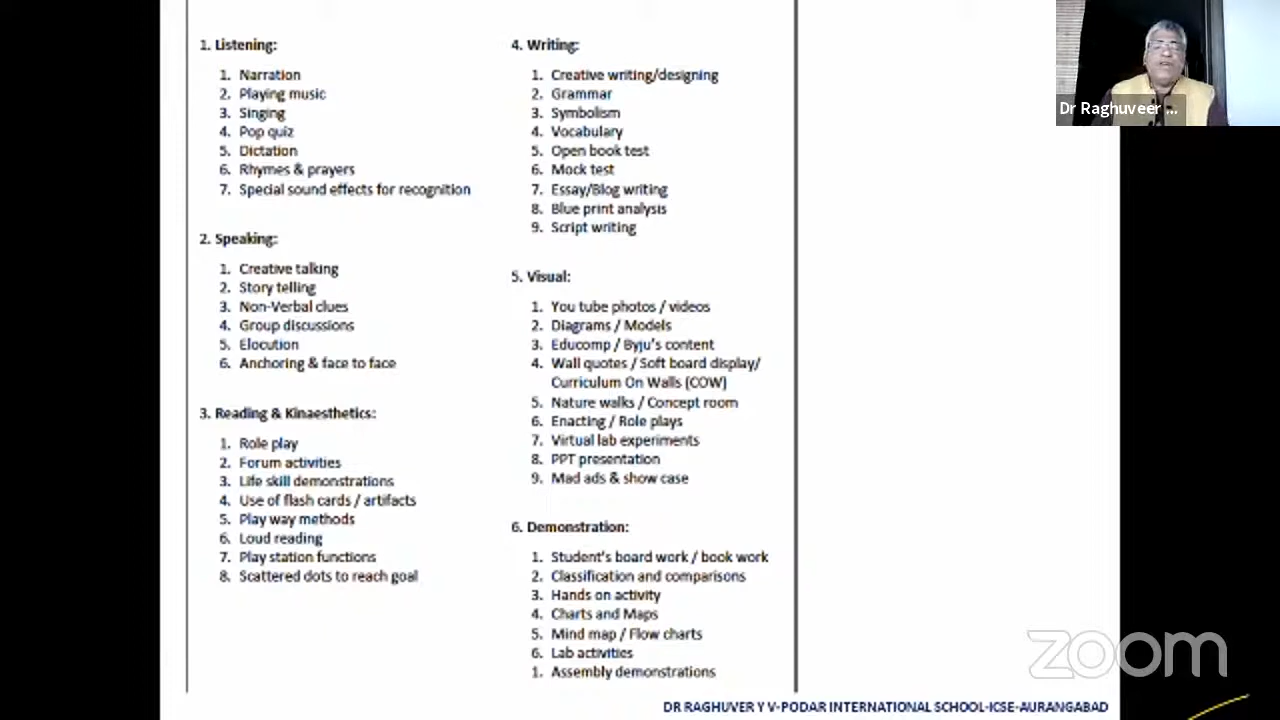 1. Listening:
1. Narration
2. Playing music
3. Singing
4. Pop quiz
5. Dictation
6. Rhymes & prayers
7. Special sound effects for recognition
2. Speaking:
1. Creative talking
2. Story telling
3. Non-Verbal clues
4. Group discussions
5. Elocution
6. Anchoring & face to face
3. Reading & Kinaesthetics:
1. Role play
2. Forum activities
3. Life skill demonstrations
4. Use of flash cards / artifacts
5. Play way methods
6. Loud reading
7. Play station functions
8. Scattered dots to reach goal
4. Writing:
1. Creative writing/designing
2. Grammar
3. Symbolism
4. Vocabulary
5. Open book test
6. Mock test
7. Essay/Blog writing
8. Blue print analysis
9. Script writing
5. Visual:
1. You tube photos / videos
2. Diagrams / Models
3. Educomp / Byju's content
4. Wall quotes / Soft board display/
Curriculum On Walls (COW)
5. Nature walks / Concept room
6. Enacting / Role plays
7. Virtual lab experiments
8. PPT presentation
9. Mad ads & show case
6. Demonstration:
1. Student's board work / book work
2. Classification and comparisons
3. Hands on activity
4. Charts and Maps
5. Mind map / Flow charts
6. Lab activities
1. Assembly demonstrations
Dr Raghuveer ...
zoom
DR RAGHUVER Y V-PODAR INTERNATIONAL SCHOOL-ICSE-AURANGABAD